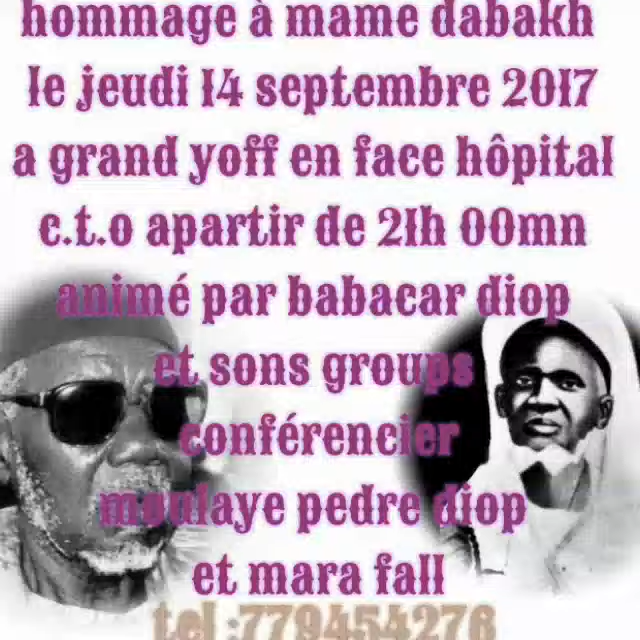 hommage à mame dabakh
le jeudi 14 septembre 2017
a grand yoff en face hôpital
c.t.o apartir de 21h 00mn
animé par babacar diop
et sons groups
conférencier
moulaye pedre diop
et mara fall
tel :779454276